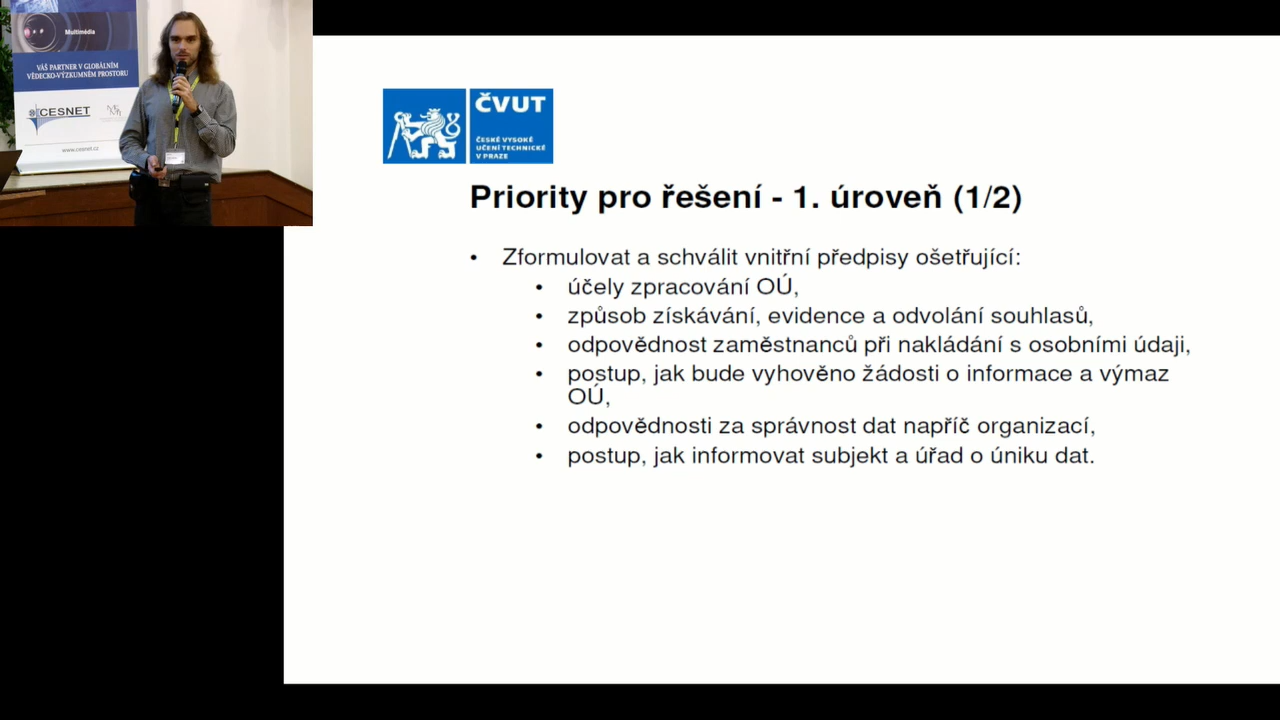 Multimédia
VÁŠ PARTNER V GLOBÁLNÍM
VĚDECKO-VÝZKUMNÉM PROSTORU
CESNET
www.cesnet.cz
ČVUT
ČESKÉ VYSOKÉ
UČENÍ TECHNICKÉ
V PRAZE
Priority pro řešení - 1. úroveň (1/2)
• Zformulovat a schválit vnitřní předpisy ošetřující:
• účely zpracování OÚ,
• způsob získávání, evidence a odvolání souhlasů,
• odpovědnost zaměstnanců při nakládání s osobními údaji,
• postup, jak bude vyhověno žádosti o informace a výmaz
OÚ,
• odpovědnosti za správnost dat napříč organizací,
• postup, jak informovat subjekt a úřad o úniku dat.